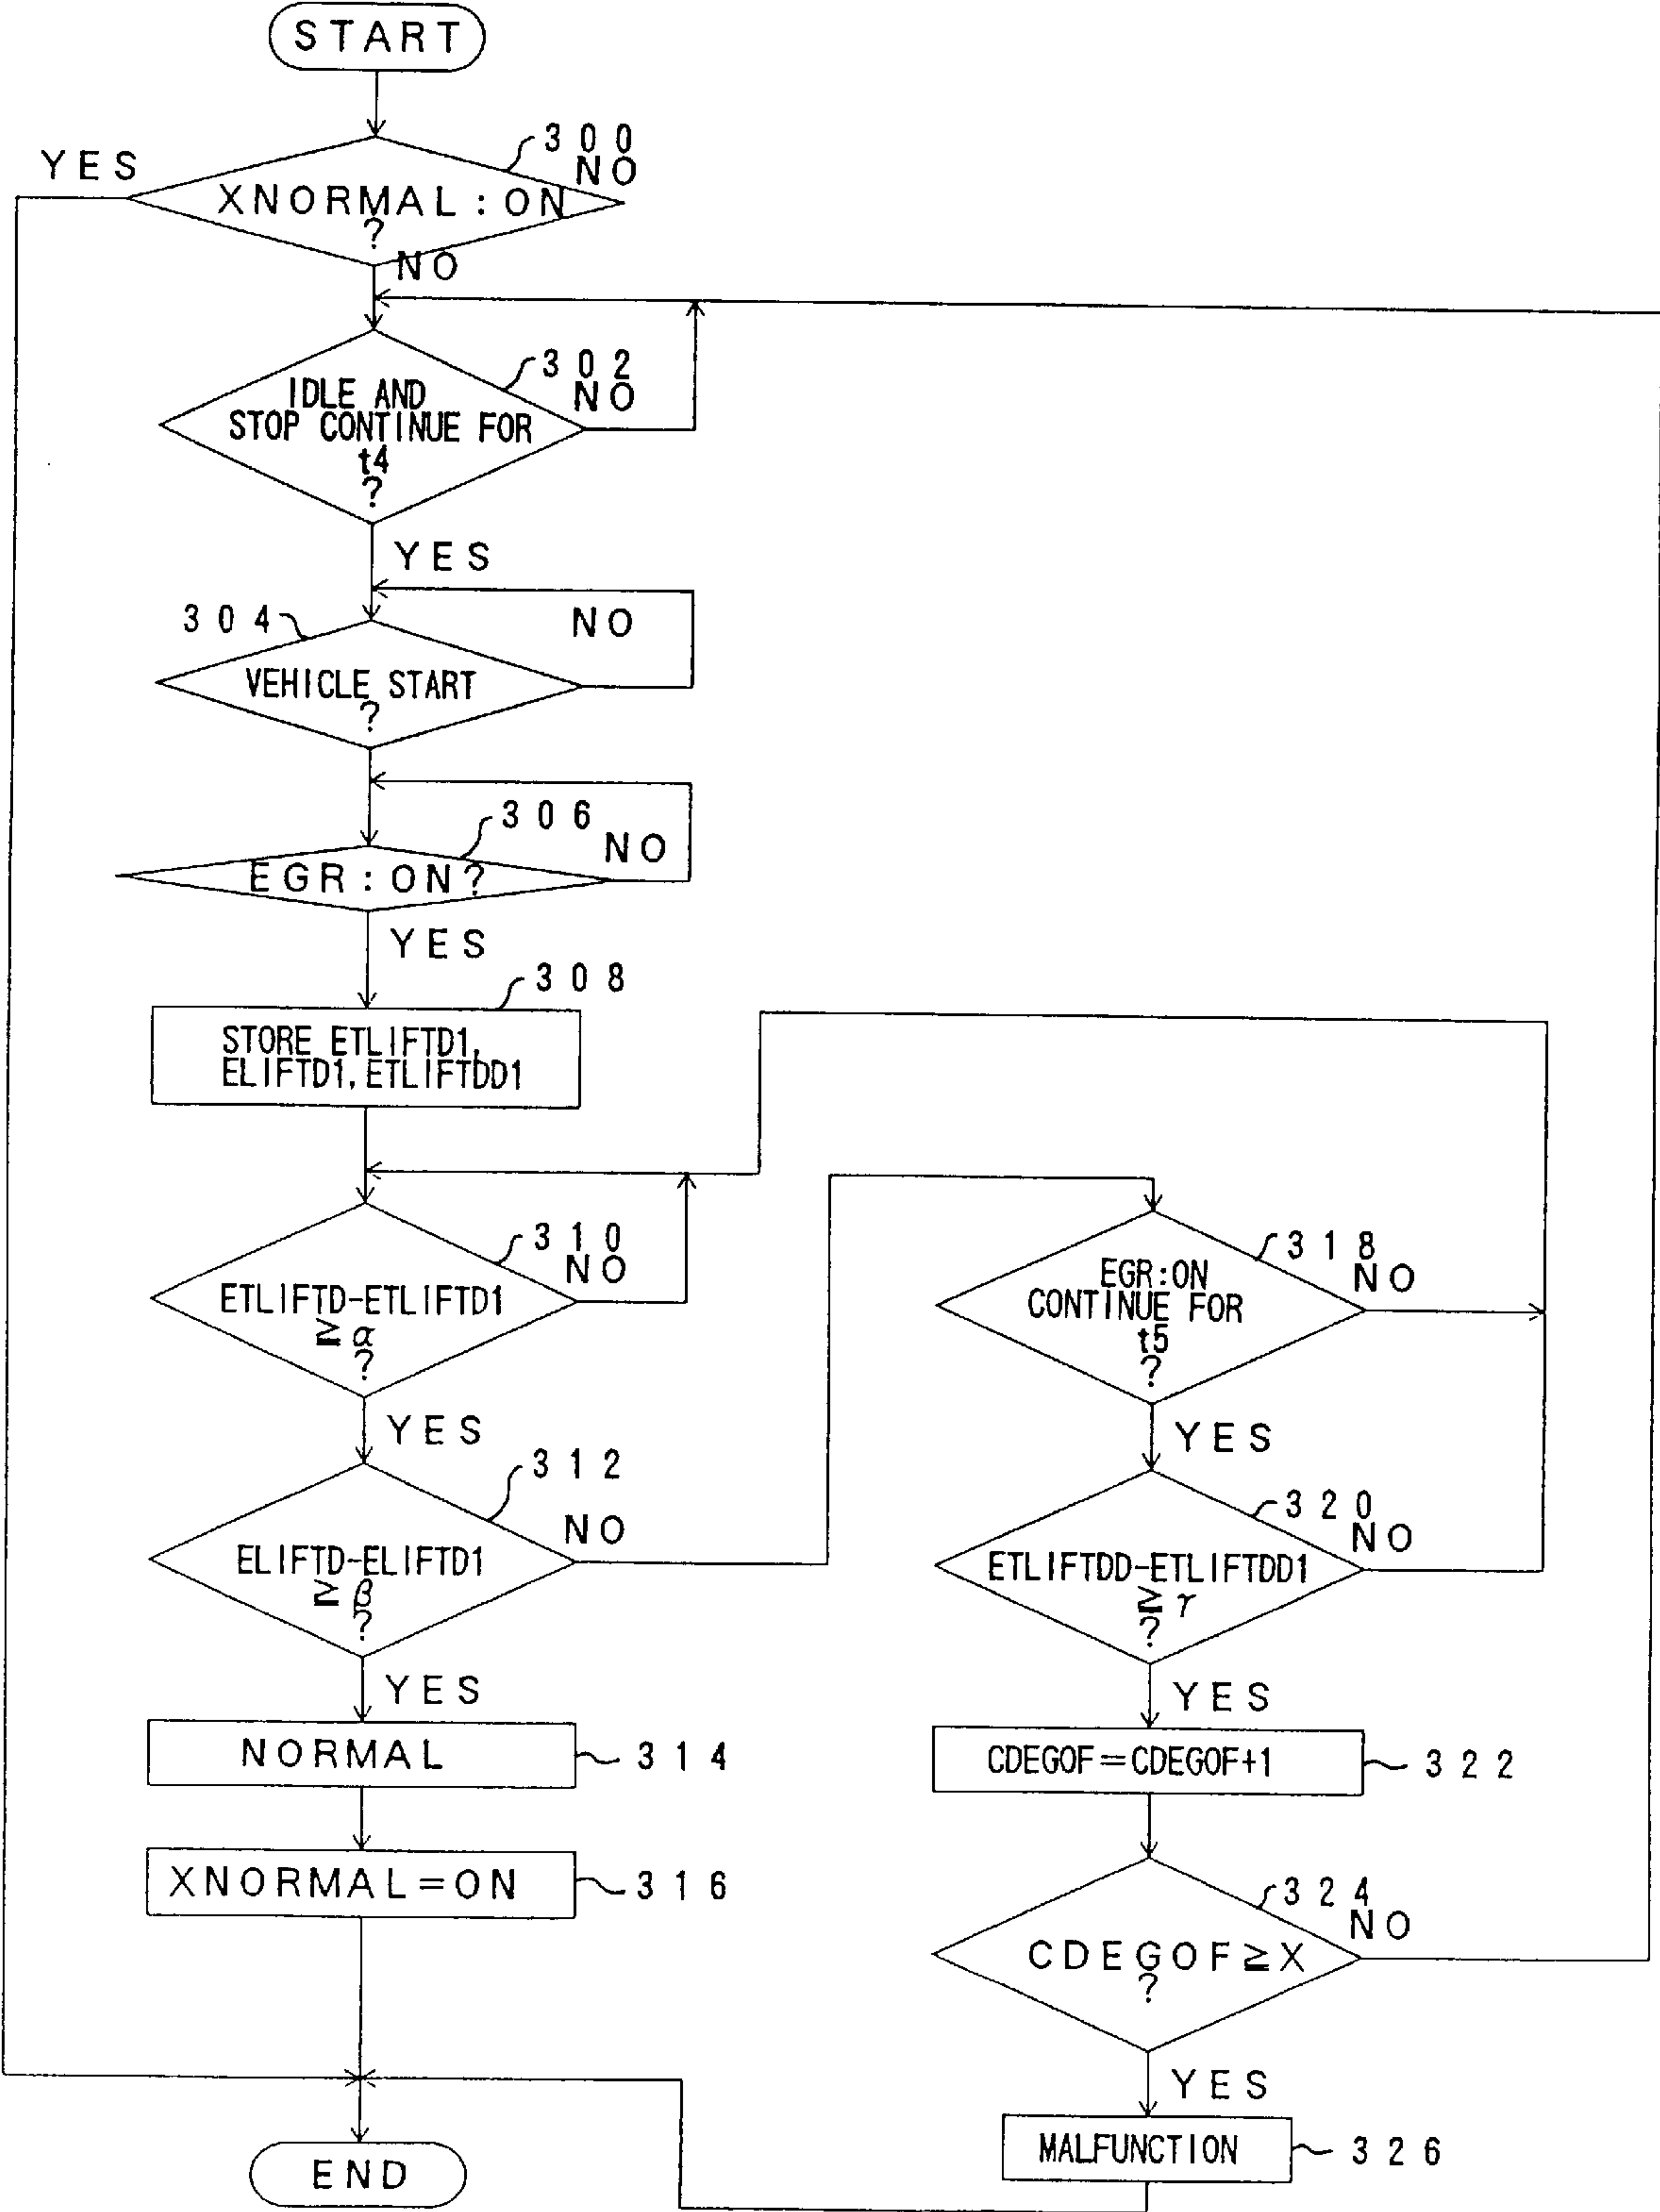 START
300
YES
NO
XNORMAL:ON
?
NO
302
NO
IDLE AND
STOP CONTINUE FOR
t4
?
YES
304
NO
VEHICLE START
?
306
NO
EGR:ON?
YES
308
STORE ETLIFTD1,
ELIFTD1, ETLIFTDD1
310
NO
ETLIFTD-ETLIFTD1
≧α
?
YES
312
NO
ELIFTD-ELIFTD1
≧β
?
YES
NORMAL
314
XNORMAL=ON
316
318
NO
EGR:ON
CONTINUE FOR
t5
?
YES
320
NO
ETLIFTDD-ETLIFTDD1
≧γ
?
YES
CDEGOF=CDEGOF+1
322
324
NO
CDEGOF≧X
?
YES
MALFUNCTION
326
END